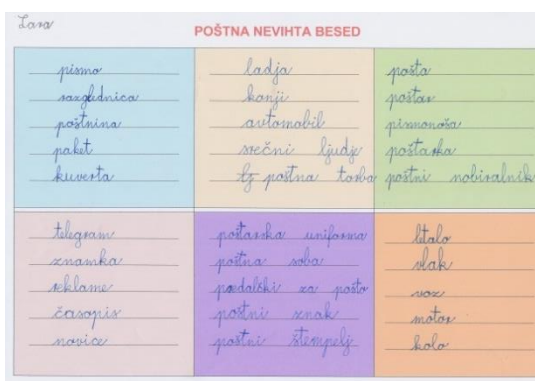 Lara
POŠTNA NEVIHTA BESED
pismo
razglednica
poštnina
paket
kuverta
ladja
konji
avtomobil
srečni ljudje
poštna torba
pošta
poštar
pismonoša
poštarka
poštni nabiralnik
telegram
znamka
reklame
časopis
novice
poštarska uniforma
poštna soba
predalčki za pošto
poštni znak
poštni štempelj
letalo
vlak
voz
motor
kolo